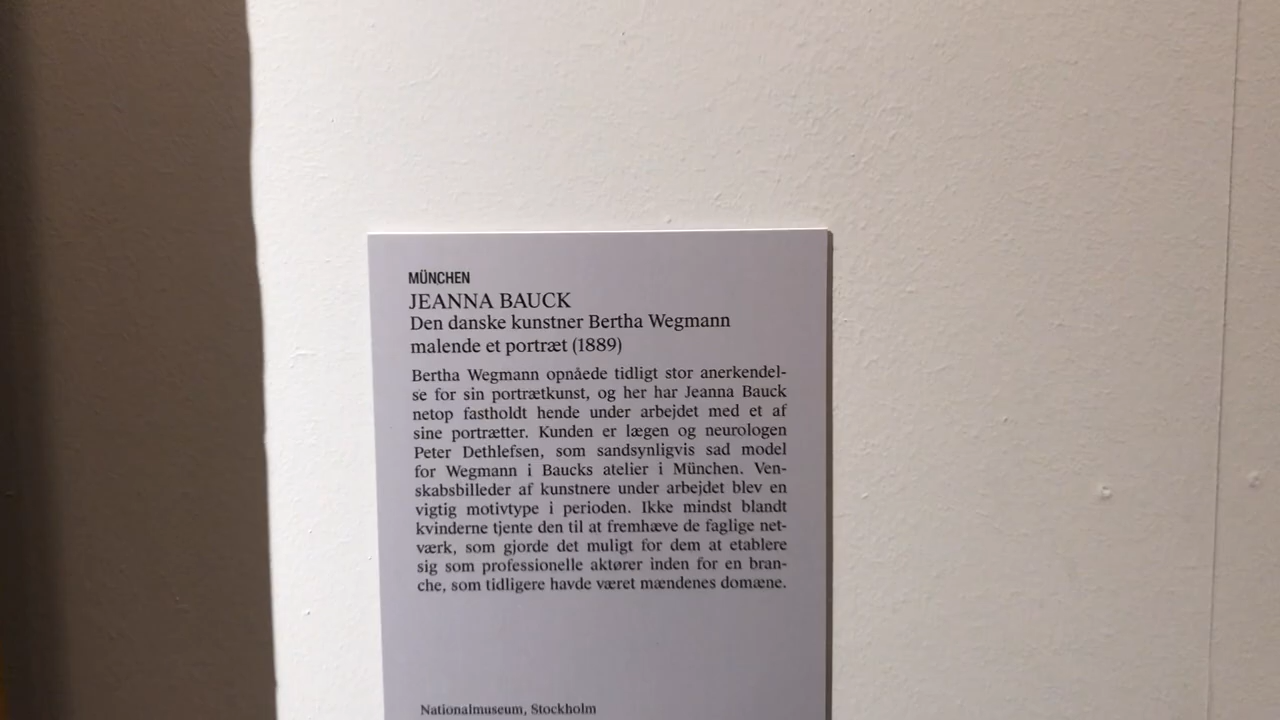 MÜNCHEN
JEANNA BAUCK
Den danske kunstner Bertha Wegmann
malende et portræt (1889)
Bertha Wegmann opnåede tidligt stor anerkendel-
se for sin portrætkunst, og her har Jeanna Bauck
netop fastholdt hende under arbejdet med et af
sine portrætter. Kunden er lægen og neurologen
Peter Dethlefsen, som sandsynligvis sad model
for Wegmann i Baucks atelier i München. Ven-
skabsbilleder af kunstnere under arbejdet blev en
vigtig motivtype i perioden. Ikke mindst blandt
kvinderne tjente den til at fremhæve de faglige net-
værk, som gjorde det muligt for dem at etablere
sig som professionelle aktører inden for en bran-
che, som tidligere havde været mændenes domæne.
Nationalmuseum, Stockholm